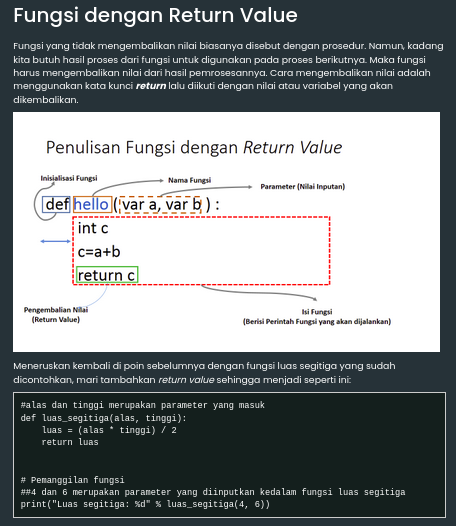 Fungsi dengan Return Value
Fungsi yang tidak mengembalikan nilai biasanya disebut dengan prosedur. Namun, kadang
kita butuh hasil proses dari fungsi untuk digunakan pada proses berikutnya. Maka fungsi
harus mengembalikan nilai dari hasil pemrosesannya. Cara mengembalikan nilai adalah
menggunakan kata kunci return lalu diikuti dengan nilai atau variabel yang akan
dikembalikan.
Penulisan Fungsi dengan Return Value
Inisialisasi Fungsi
Nama Fungsi
Parameter (Nilai Inputan)
def hello (var a, var b ) :
int c
c=a+b
return c
Pengembalian Nilai
(Return Value)
Isi Fungsi
(Berisi Perintah Fungsi yang akan dijalankan)
Meneruskan kembali di poin sebelumnya dengan fungsi luas segitiga yang sudah
dicontohkan, mari tambahkan return value sehingga menjadi seperti ini:
#alas dan tinggi merupakan parameter yang masuk
def luas_segitiga(alas, tinggi):
    luas = (alas * tinggi) / 2
    return luas
# Pemanggilan fungsi
##4 dan 6 merupakan parameter yang diinputkan kedalam fungsi luas segitiga
print("Luas segitiga: %d" % luas_segitiga(4, 6))